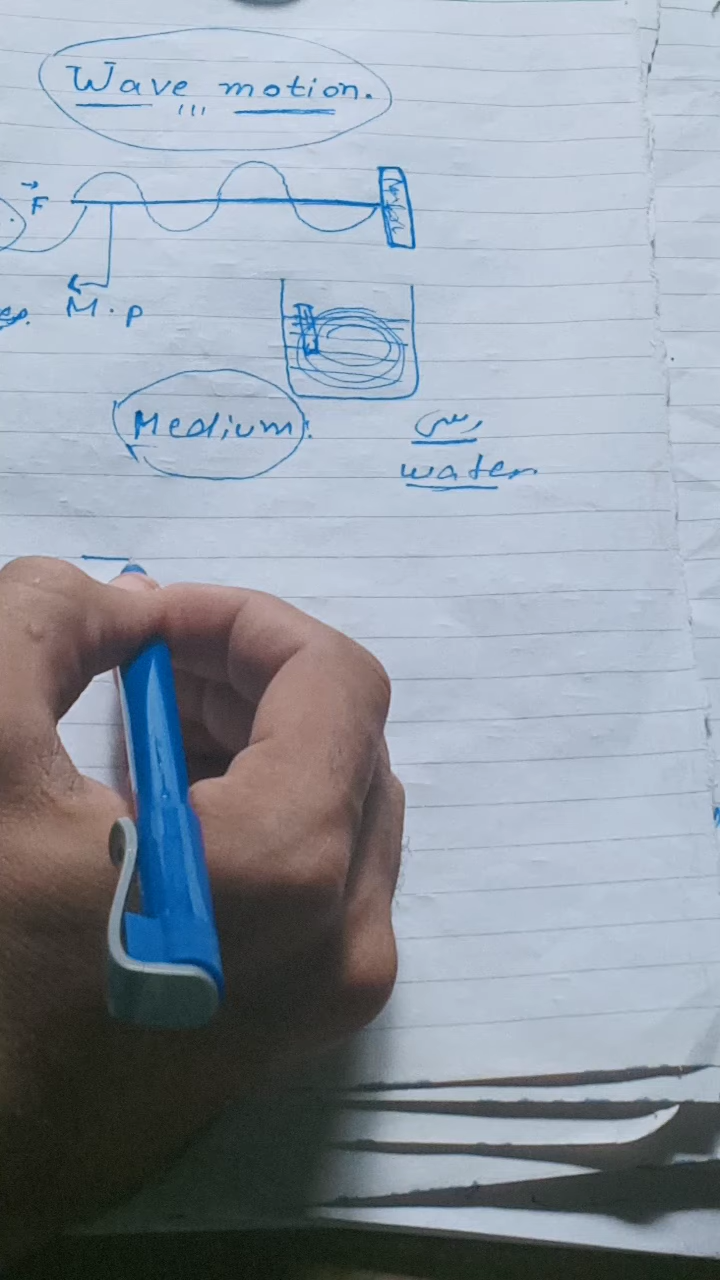 Wave motion.
F
M.p
Medium:
رسی
water